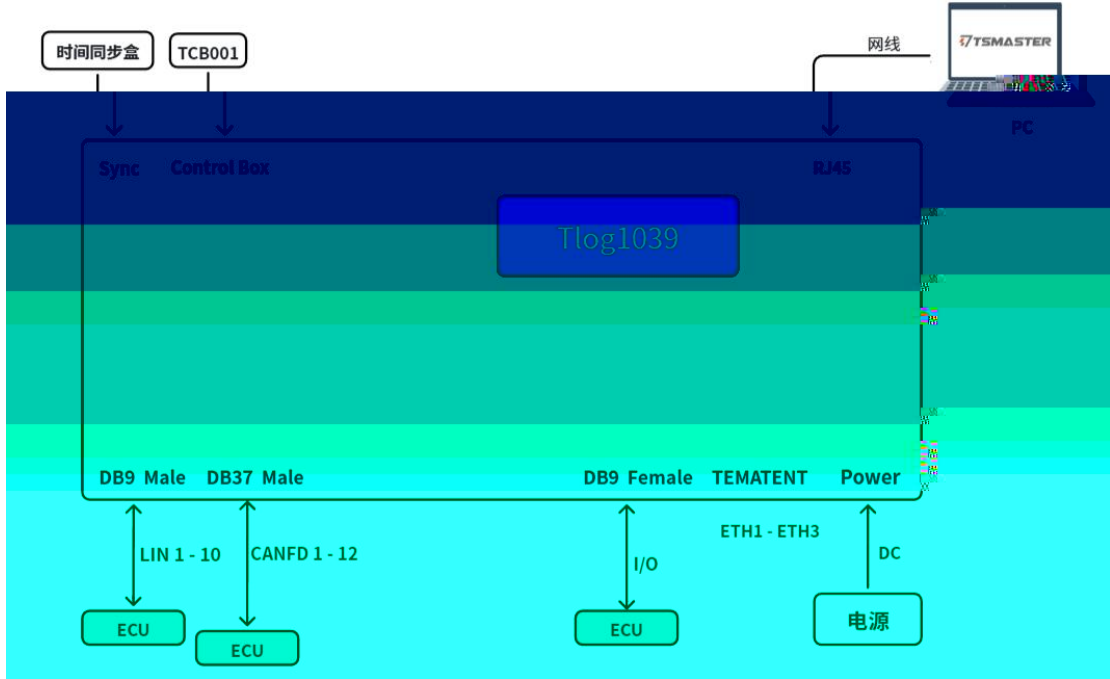 时间同步盒
TCB001
网线
TSMASTER
PC
Sync
Control Box
RJ45
Tlog1039
DB9 Male
DB37 Male
DB9 Female
TEMATENT
Power
LIN 1 - 10
CANFD 1 - 12
I/O
ETH1 - ETH3
DC
ECU
ECU
ECU
电源